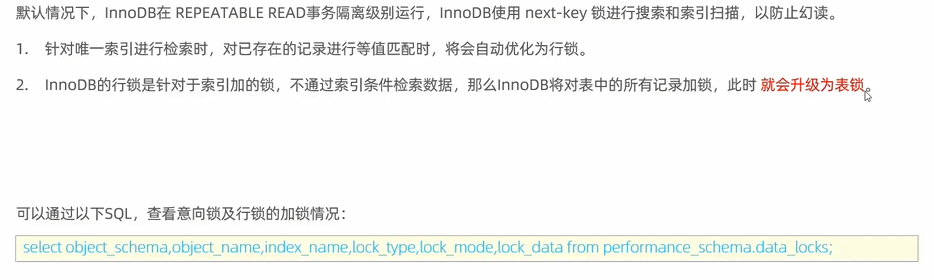 默认情况下，InnoDB在 REPEATABLE READ事务隔离级别运行，InnoDB使用 next-key 锁进行搜索和索引扫描，以防止幻读。
1. 针对唯一索引进行检索时，对已存在的记录进行等值匹配时，将会自动优化为行锁。
2. InnoDB的行锁是针对于索引加的锁，不通过索引条件检索数据，那么InnoDB将对表中的所有记录加锁，此时 就会升级为表锁。
可以通过以下SQL，查看意向锁及行锁的加锁情况：
select object_schema,object_name,index_name,lock_type,lock_mode,lock_data from performance_schema.data_locks;